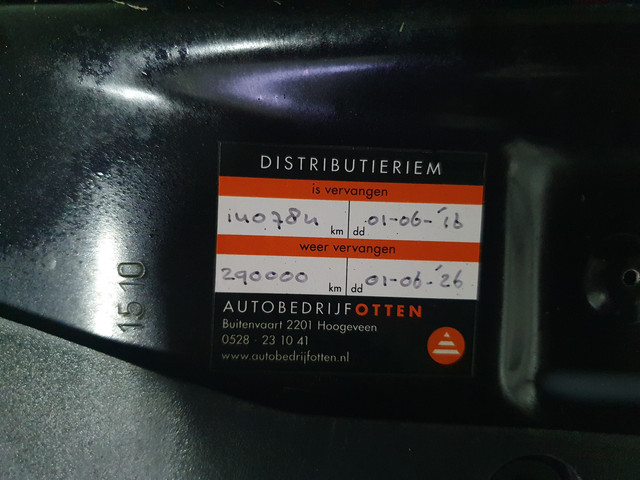 DISTRIBUTIERIEM
is vervangen
140784 km dd 01-06-'16
weer vervangen
290000 km dd 01-06-'26
AUTOBEDRIJFOTTEN
Buitenvaart 2201 Hoogeveen
0528 - 23 10 41
www.autobedrijfotten.nl
1510